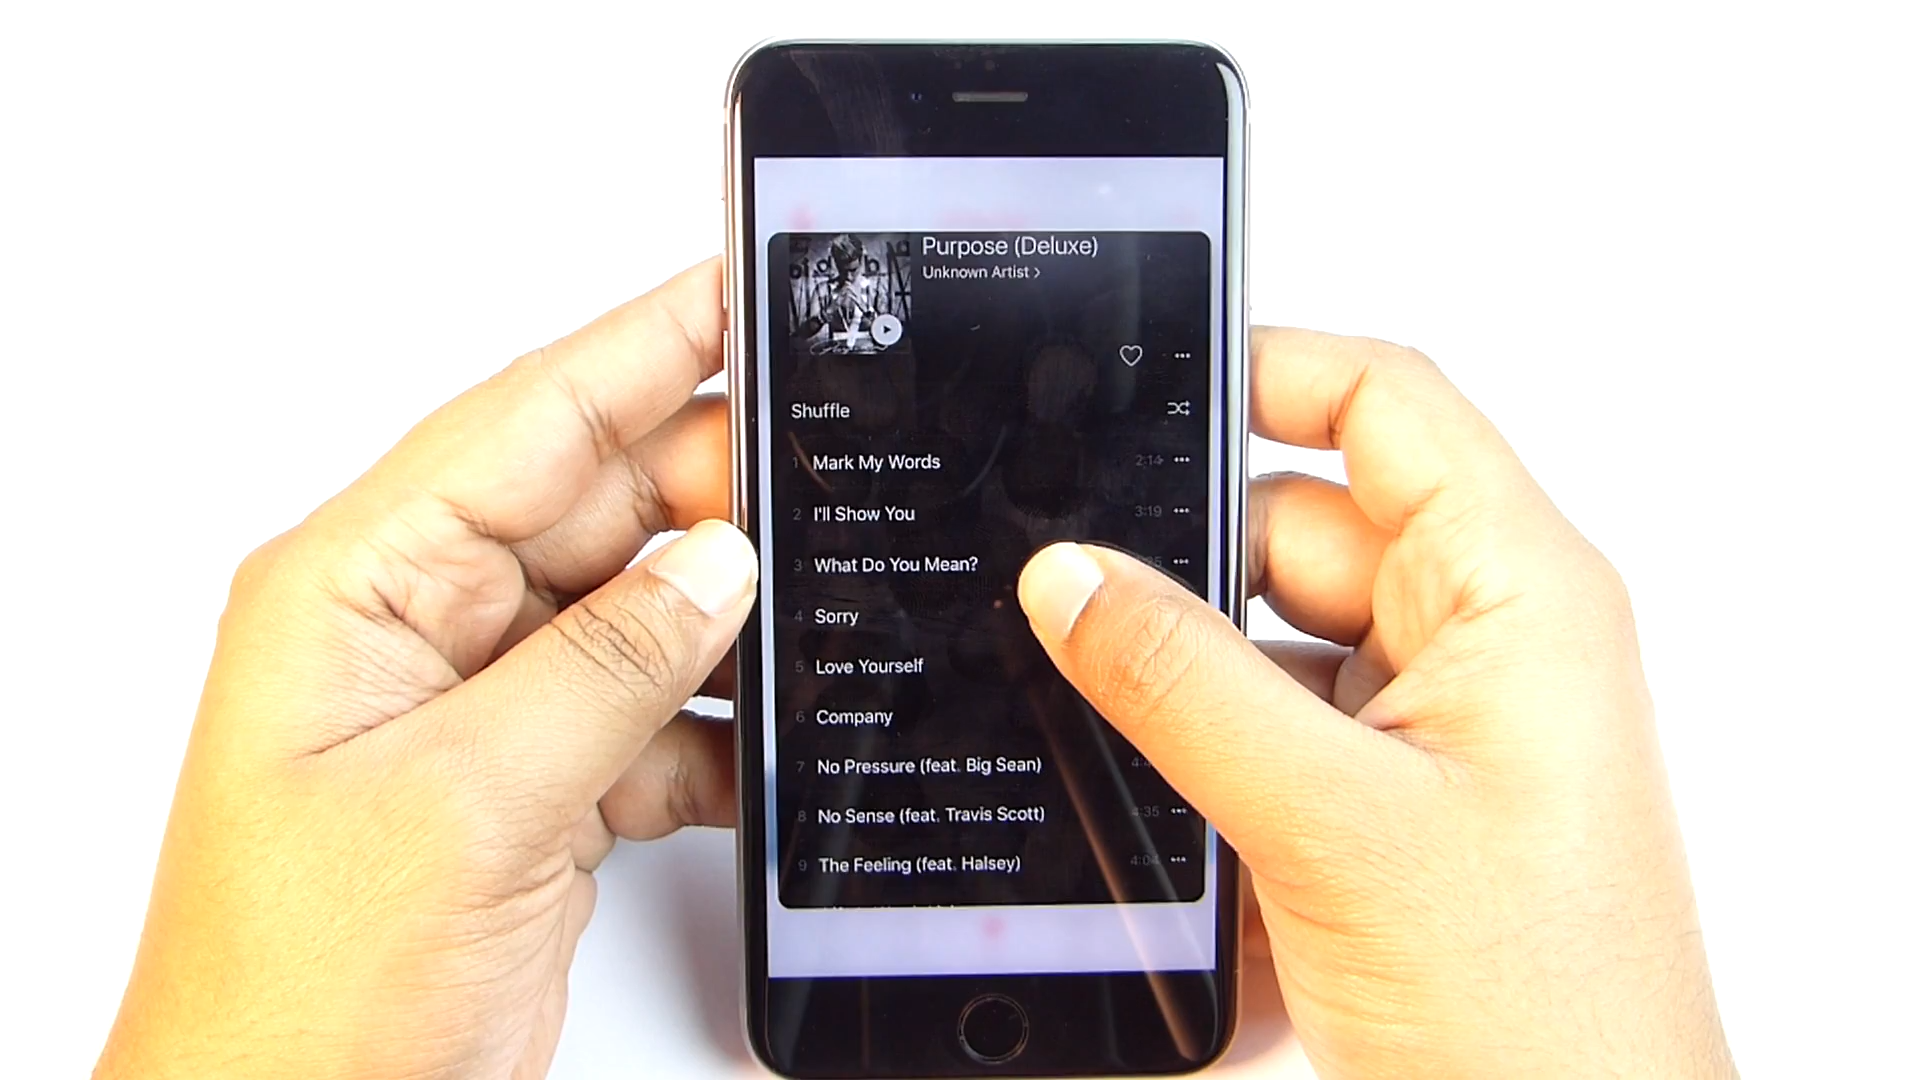 Purpose (Deluxe)
Unknown Artist >
Shuffle
1 Mark My Words 2:14
2 I'll Show You 3:19
3 What Do You Mean?
4 Sorry
5 Love Yourself
6 Company
7 No Pressure (feat. Big Sean)
8 No Sense (feat. Travis Scott) 4:35
9 The Feeling (feat. Halsey) 4:04